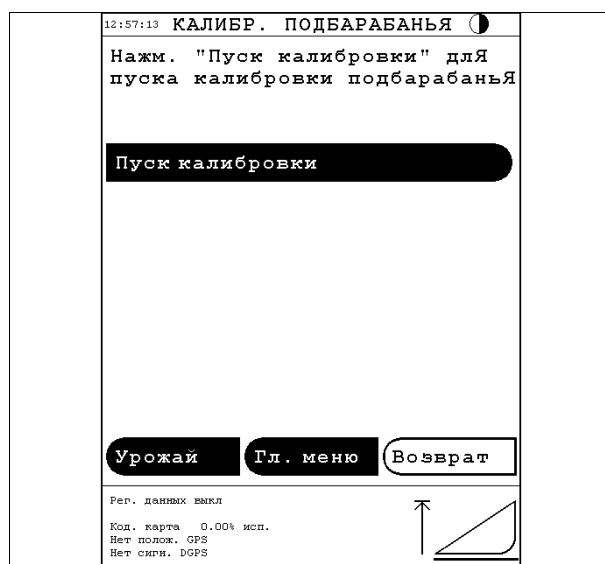 12:57:13 КАЛИБР. ПОДБАРАБАНЬЯ
Нажм. "Пуск калибровки" длЯ
пуска калибровки подбарабаньЯ
Пуск калибровки
Урожай Гл. меню Возврат
Рег. данных выкл
Код. карта 0.00% исп.
Нет полож. GPS
Нет сигн. DGPS